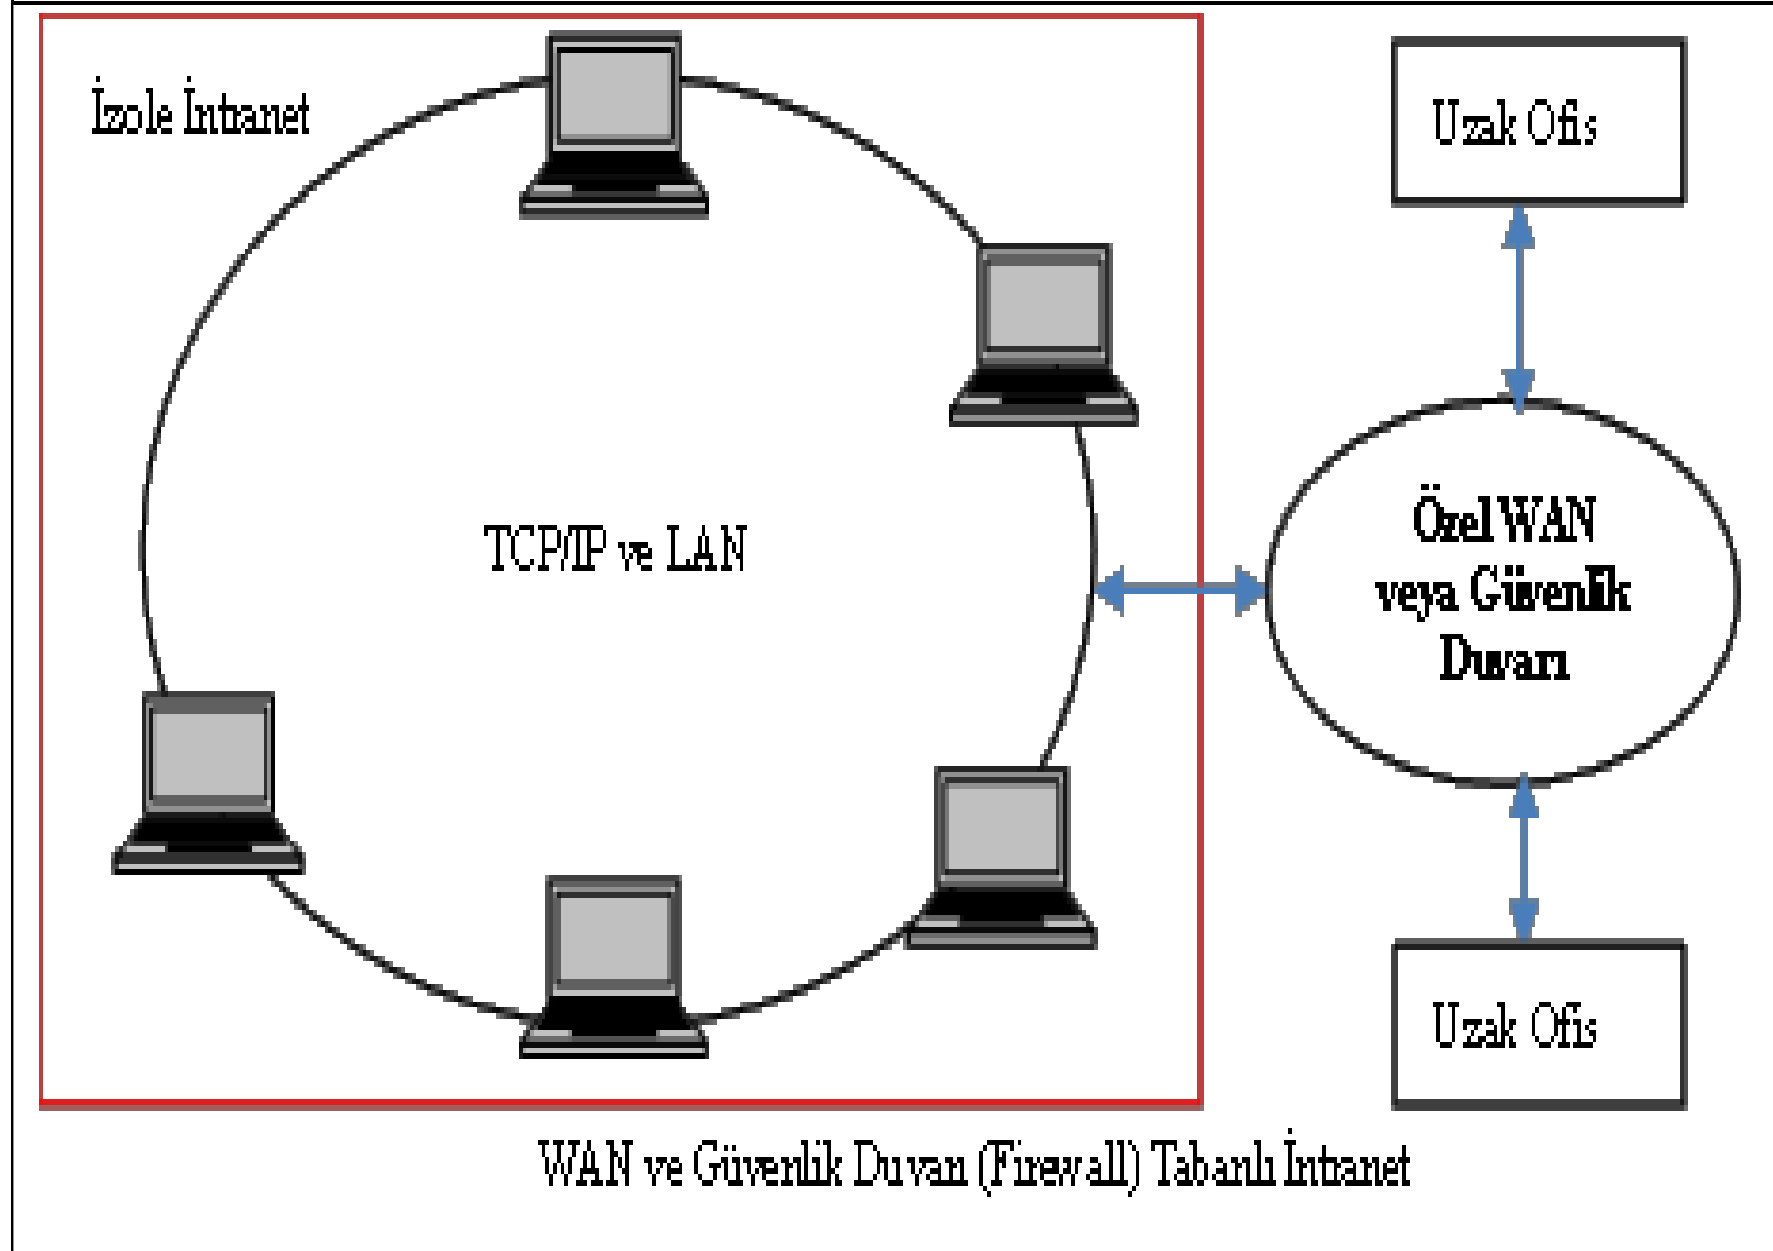 İzole İntranet
Uzak Ofis
TCP/IP ve LAN
Özel WAN
veya Güvenlik
Duvarı
Uzak Ofis
WAN ve Güvenlik Duvarı (Firewall) Tabanlı İntranet